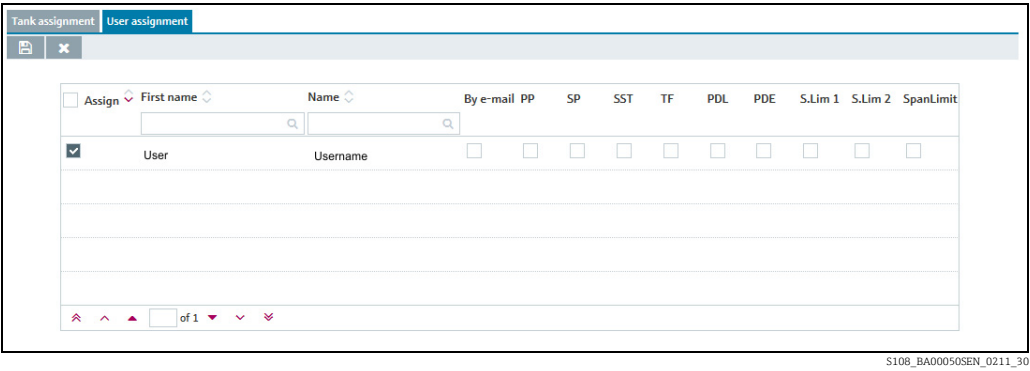 Tank assignment User assignment
Assign First name Name By e-mail PP SP SST TF PDL PDE S.Lim 1 S.Lim 2 SpanLimit
User Username
of 1
S108_BA00050SEN_0211_30